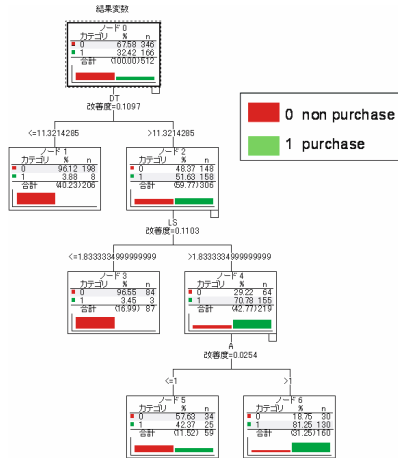 結果変数
ノード 0
カテゴリ % n
0 67.58 346
1 32.42 166
合計 (100.00) 512
DT
改善度=0.1097
<=11.3214285
>11.3214285
0 non purchase
1 purchase
ノード 1
カテゴリ % n
0 96.12 198
1 3.88 8
合計 (40.23) 206
ノード 2
カテゴリ % n
0 48.37 148
1 51.63 158
合計 (59.77) 306
LS
改善度=0.1103
<=1.8333334999999999
>1.8333334999999999
ノード 3
カテゴリ % n
0 96.55 84
1 3.45 3
合計 (16.99) 87
ノード 4
カテゴリ % n
0 29.22 64
1 70.78 155
合計 (42.77) 219
A
改善度=0.0254
<=1
>1
ノード 5
カテゴリ % n
0 57.63 34
1 42.37 25
合計 (11.52) 59
ノード 6
カテゴリ % n
0 18.75 30
1 81.25 130
合計 (31.25) 160